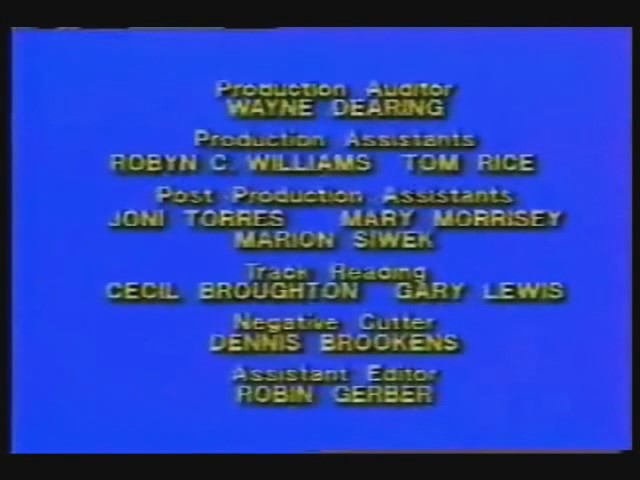 Production Auditor
WAYNE DEARING
Production Assistants
ROBYN C. WILLIAMS TOM RICE
Post Production Assistants
JONI TORRES MARY MORRISEY
MARION SIWEK
Track Reading
CECIL BROUGHTON GARY LEWIS
Negative Cutter
DENNIS BROOKENS
Assistant Editor
ROBIN GERBER